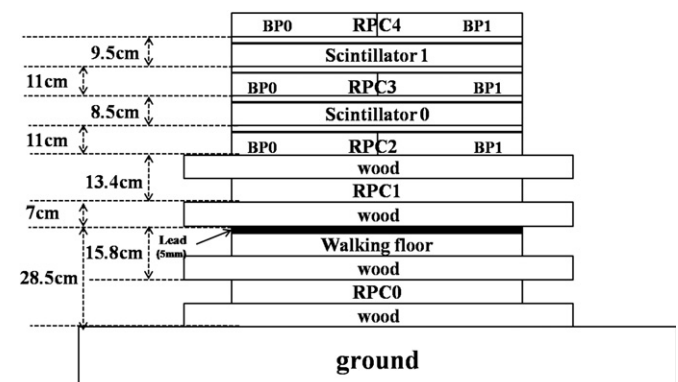 BP0 RPC4 BP1
9.5cm
Scintillator 1
11cm
BP0 RPC3 BP1
8.5cm
Scintillator 0
11cm
BP0 RPC2 BP1
wood
13.4cm
RPC1
7cm
wood
Lead
(5mm)
15.8cm
Walking floor
28.5cm
wood
RPC0
wood
ground